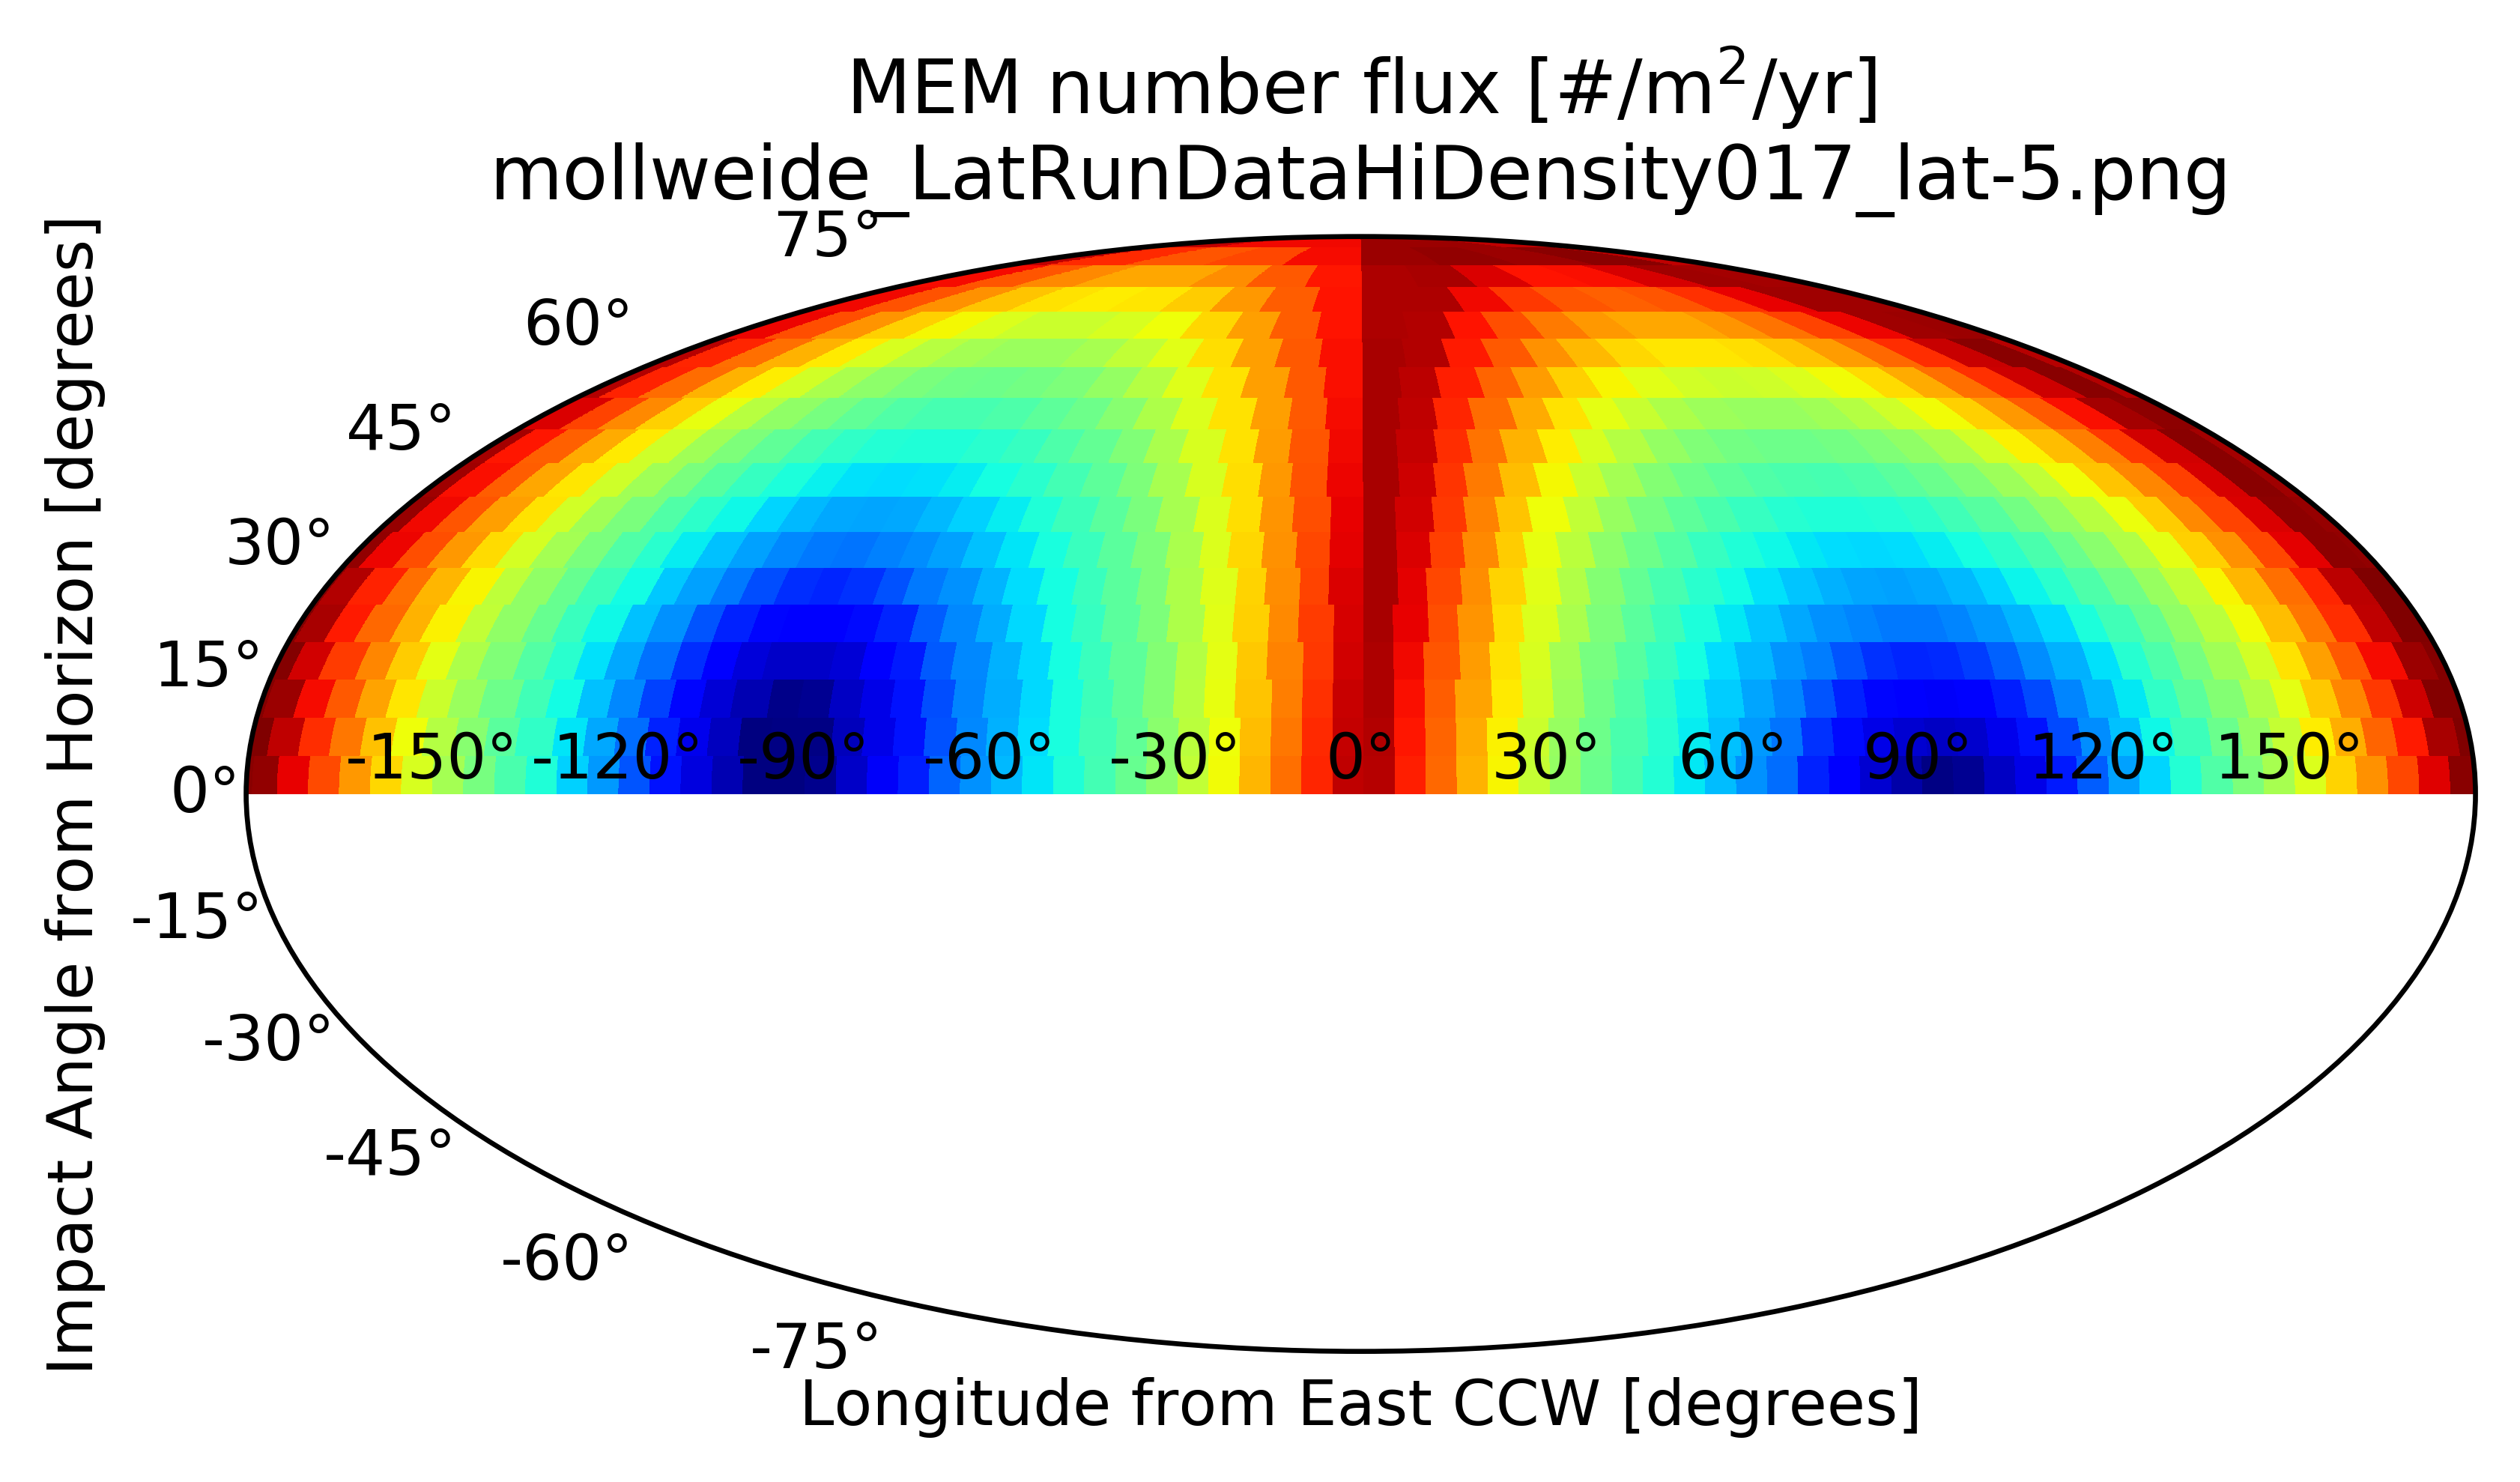 MEM number flux [#/m²/yr]
mollweide_LatRunDataHiDensity017_lat-5.png
75°
60°
45°
30°
15°
0°
-15°
-30°
-45°
-60°
-75°
-150° -120° -90° -60° -30° 0° 30° 60° 90° 120° 150°
Impact Angle from Horizon [degrees]
Longitude from East CCW [degrees]